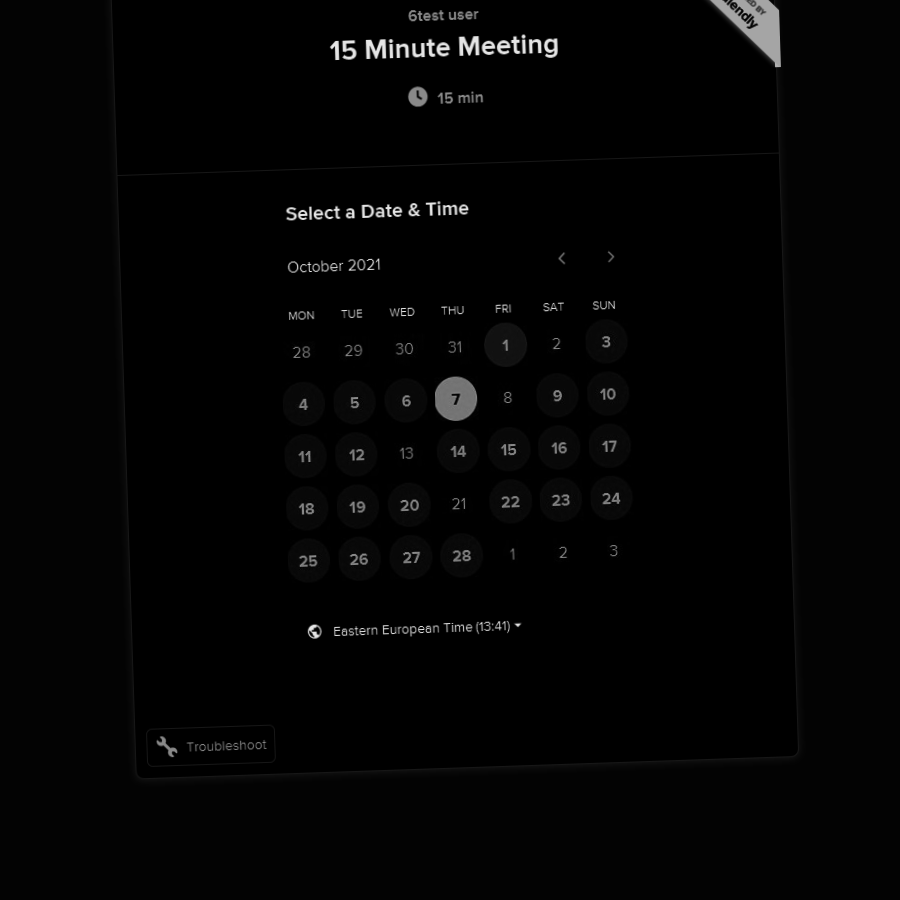 6test user
15 Minute Meeting
15 min
Select a Date & Time
October 2021
MON TUE WED THU FRI SAT SUN
28 29 30 31 1 2 3
4 5 6 7 8 9 10
11 12 13 14 15 16 17
18 19 20 21 22 23 24
25 26 27 28 1 2 3
Eastern European Time (13:41)
Troubleshoot